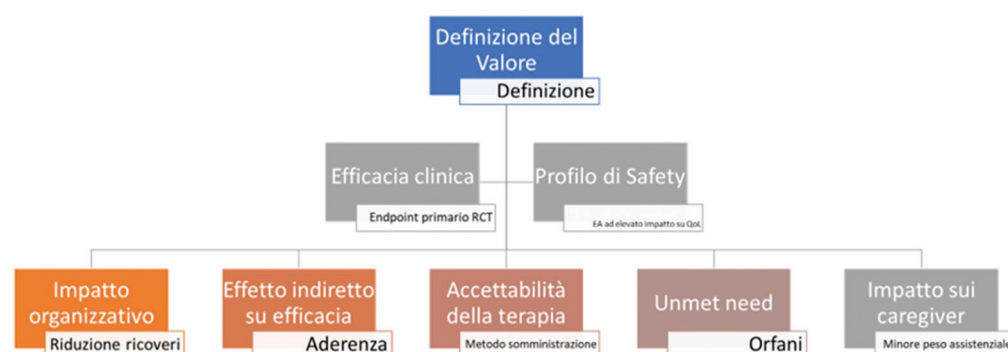 Definizione del
Valore
Definizione
Efficacia clinica
Endpoint primario RCT
Profilo di Safety
EA ad elevato impatto su QoL
Impatto
organizzativo
Riduzione ricoveri
Effetto indiretto
su efficacia
Aderenza
Accettabilità
della terapia
Metodo somministrazione
Unmet need
Orfani
Impatto sui
caregiver
Minore peso assistenziale